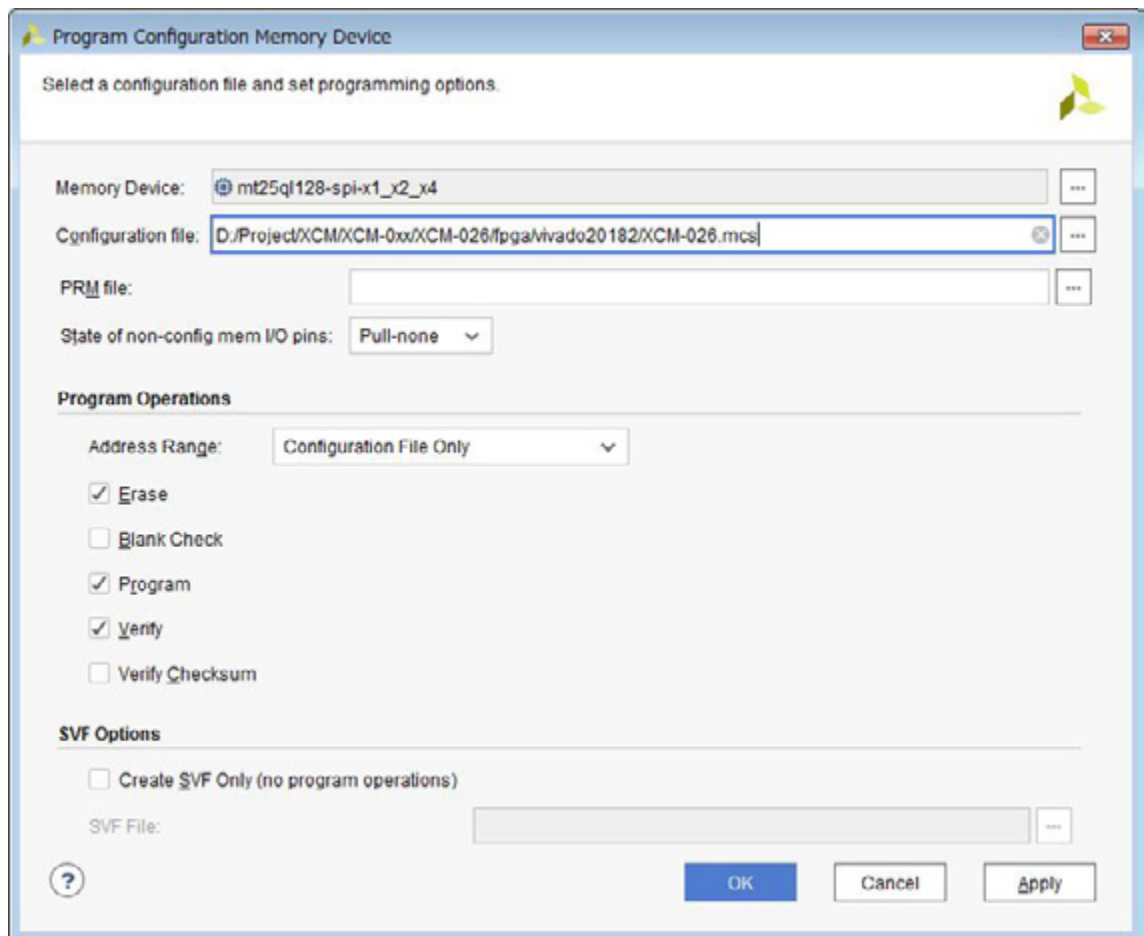 Program Configuration Memory Device
Select a configuration file and set programming options.
Memory Device: mt25ql128-spi-x1_x2_x4 ...
Configuration file: D:/Project/XCM/XCM-0xx/XCM-026/fpga/vivado20182/XCM-026.mcs ...
PRM file: ...
State of non-config mem I/O pins: Pull-none
Program Operations
Address Range: Configuration File Only
Erase
Blank Check
Program
Verify
Verify Checksum
SVF Options
Create SVF Only (no program operations)
SVF File: ...
? OK Cancel Apply